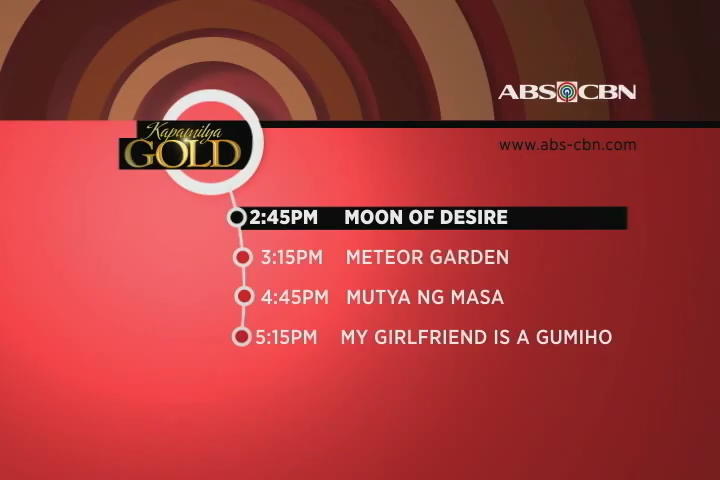 ABS CBN
www.abs-cbn.com
Kapamilya
GOLD
2:45PM MOON OF DESIRE
3:15PM METEOR GARDEN
4:45PM MUTYA NG MASA
5:15PM MY GIRLFRIEND IS A GUMIHO